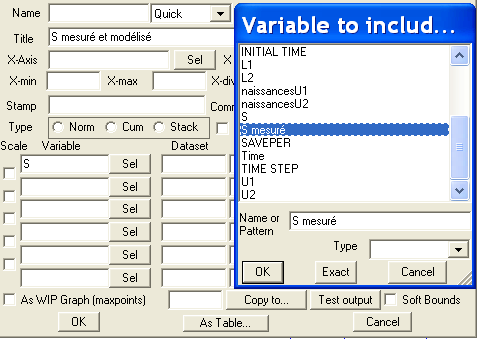 Name Quick
Title S mesuré et modélisé
X-Axis Sel X
X-min X-max X-div
Stamp Comm
Type Norm Cum Stack
Scale Variable Dataset
S Sel
Sel
Sel
Sel
Sel
Sel
As WIP Graph (maxpoints) Copy to... Test output Soft Bounds
OK As Table... Cancel
Variable to includ...
INITIAL TIME
L1
L2
naissancesU1
naissancesU2
S
S mesuré
SAVEPER
Time
TIME STEP
U1
U2
Name or Pattern S mesuré
Type
OK Exact Cancel